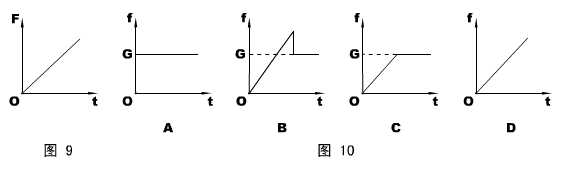 F f f f f
G G G
O t O t O t O t O t
A B C D
图 9 图 10